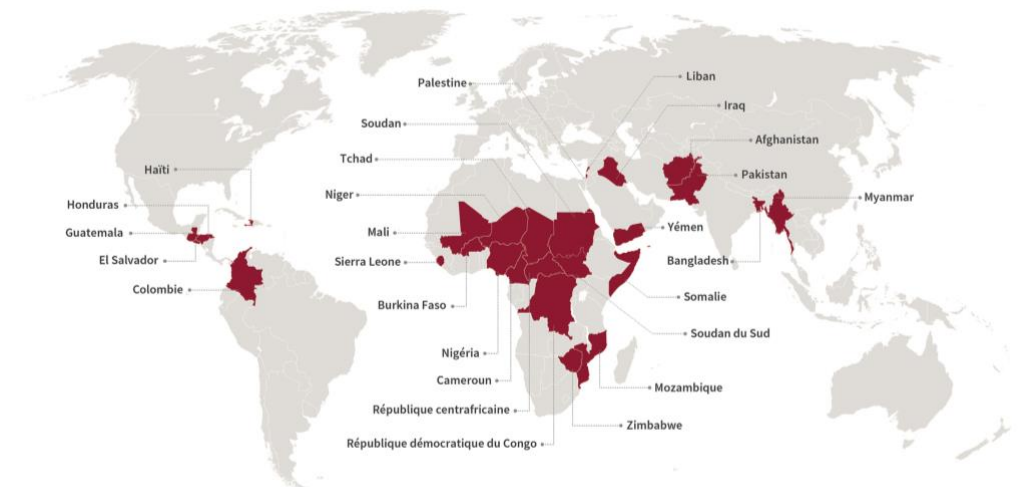 Palestine
Liban
Iraq
Soudan
Afghanistan
Tchad
Haïti
Pakistan
Niger
Myanmar
Honduras
Mali
Yémen
Guatemala
El Salvador
Sierra Leone
Bangladesh
Colombie
Somalie
Burkina Faso
Soudan du Sud
Nigéria
Cameroun
Mozambique
République centrafricaine
Zimbabwe
République démocratique du Congo